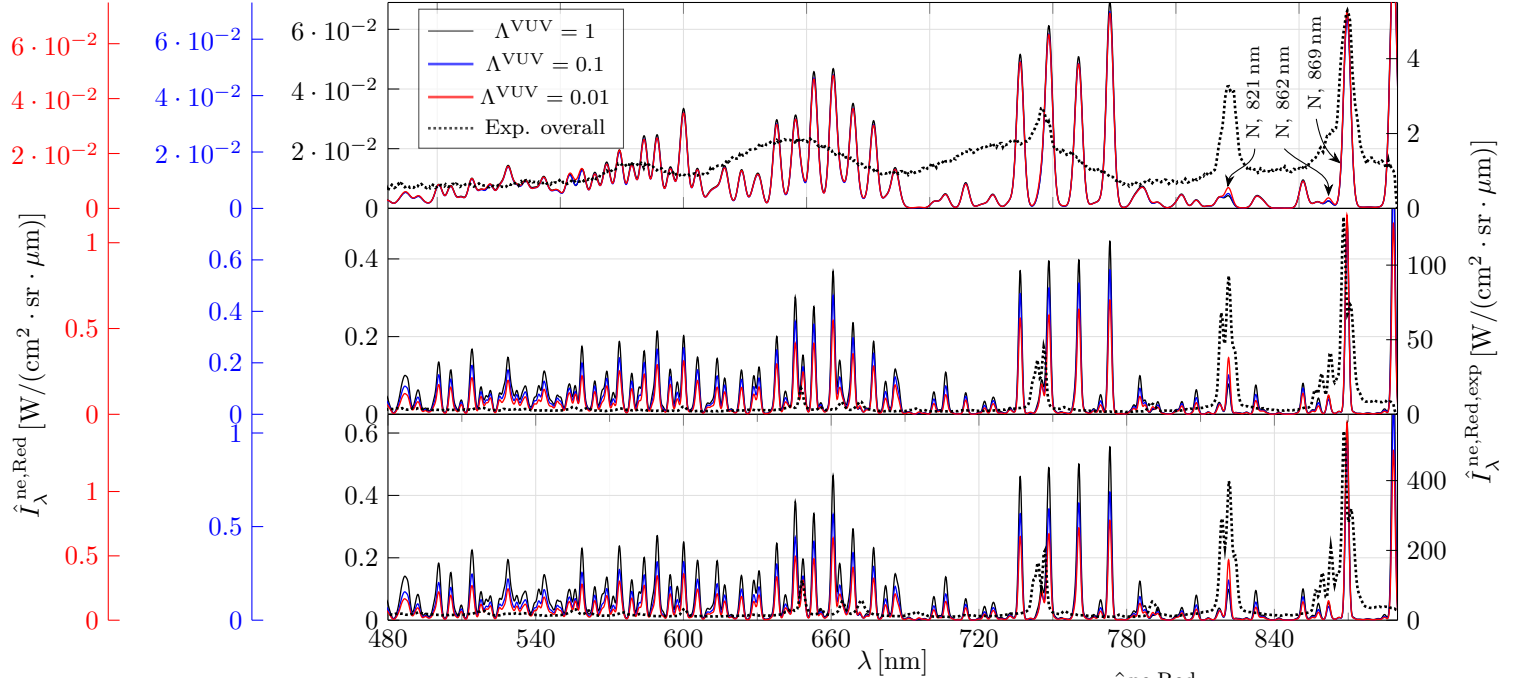 6 · 10⁻²
4 · 10⁻²
2 · 10⁻²
0
6 · 10⁻²
4 · 10⁻²
2 · 10⁻²
0
6 · 10⁻²
4 · 10⁻²
2 · 10⁻²
0
Λ^VUV = 1
Λ^VUV = 0.1
Λ^VUV = 0.01
Exp. overall
N, 821 nm
N, 862 nm
N, 869 nm
4
2
0
1
0.5
0
0.8
0.6
0.4
0.2
0
0.4
0.2
0
100
50
0
1
0.5
0
1
0.5
0
0.6
0.4
0.2
0
400
200
0
480 540 600 660 720 780 840
λ [nm]
Î_λ^ne,Red [W/(cm² · sr · μm)]
Î_λ^ne,Red,exp [W/(cm² · sr · μm)]